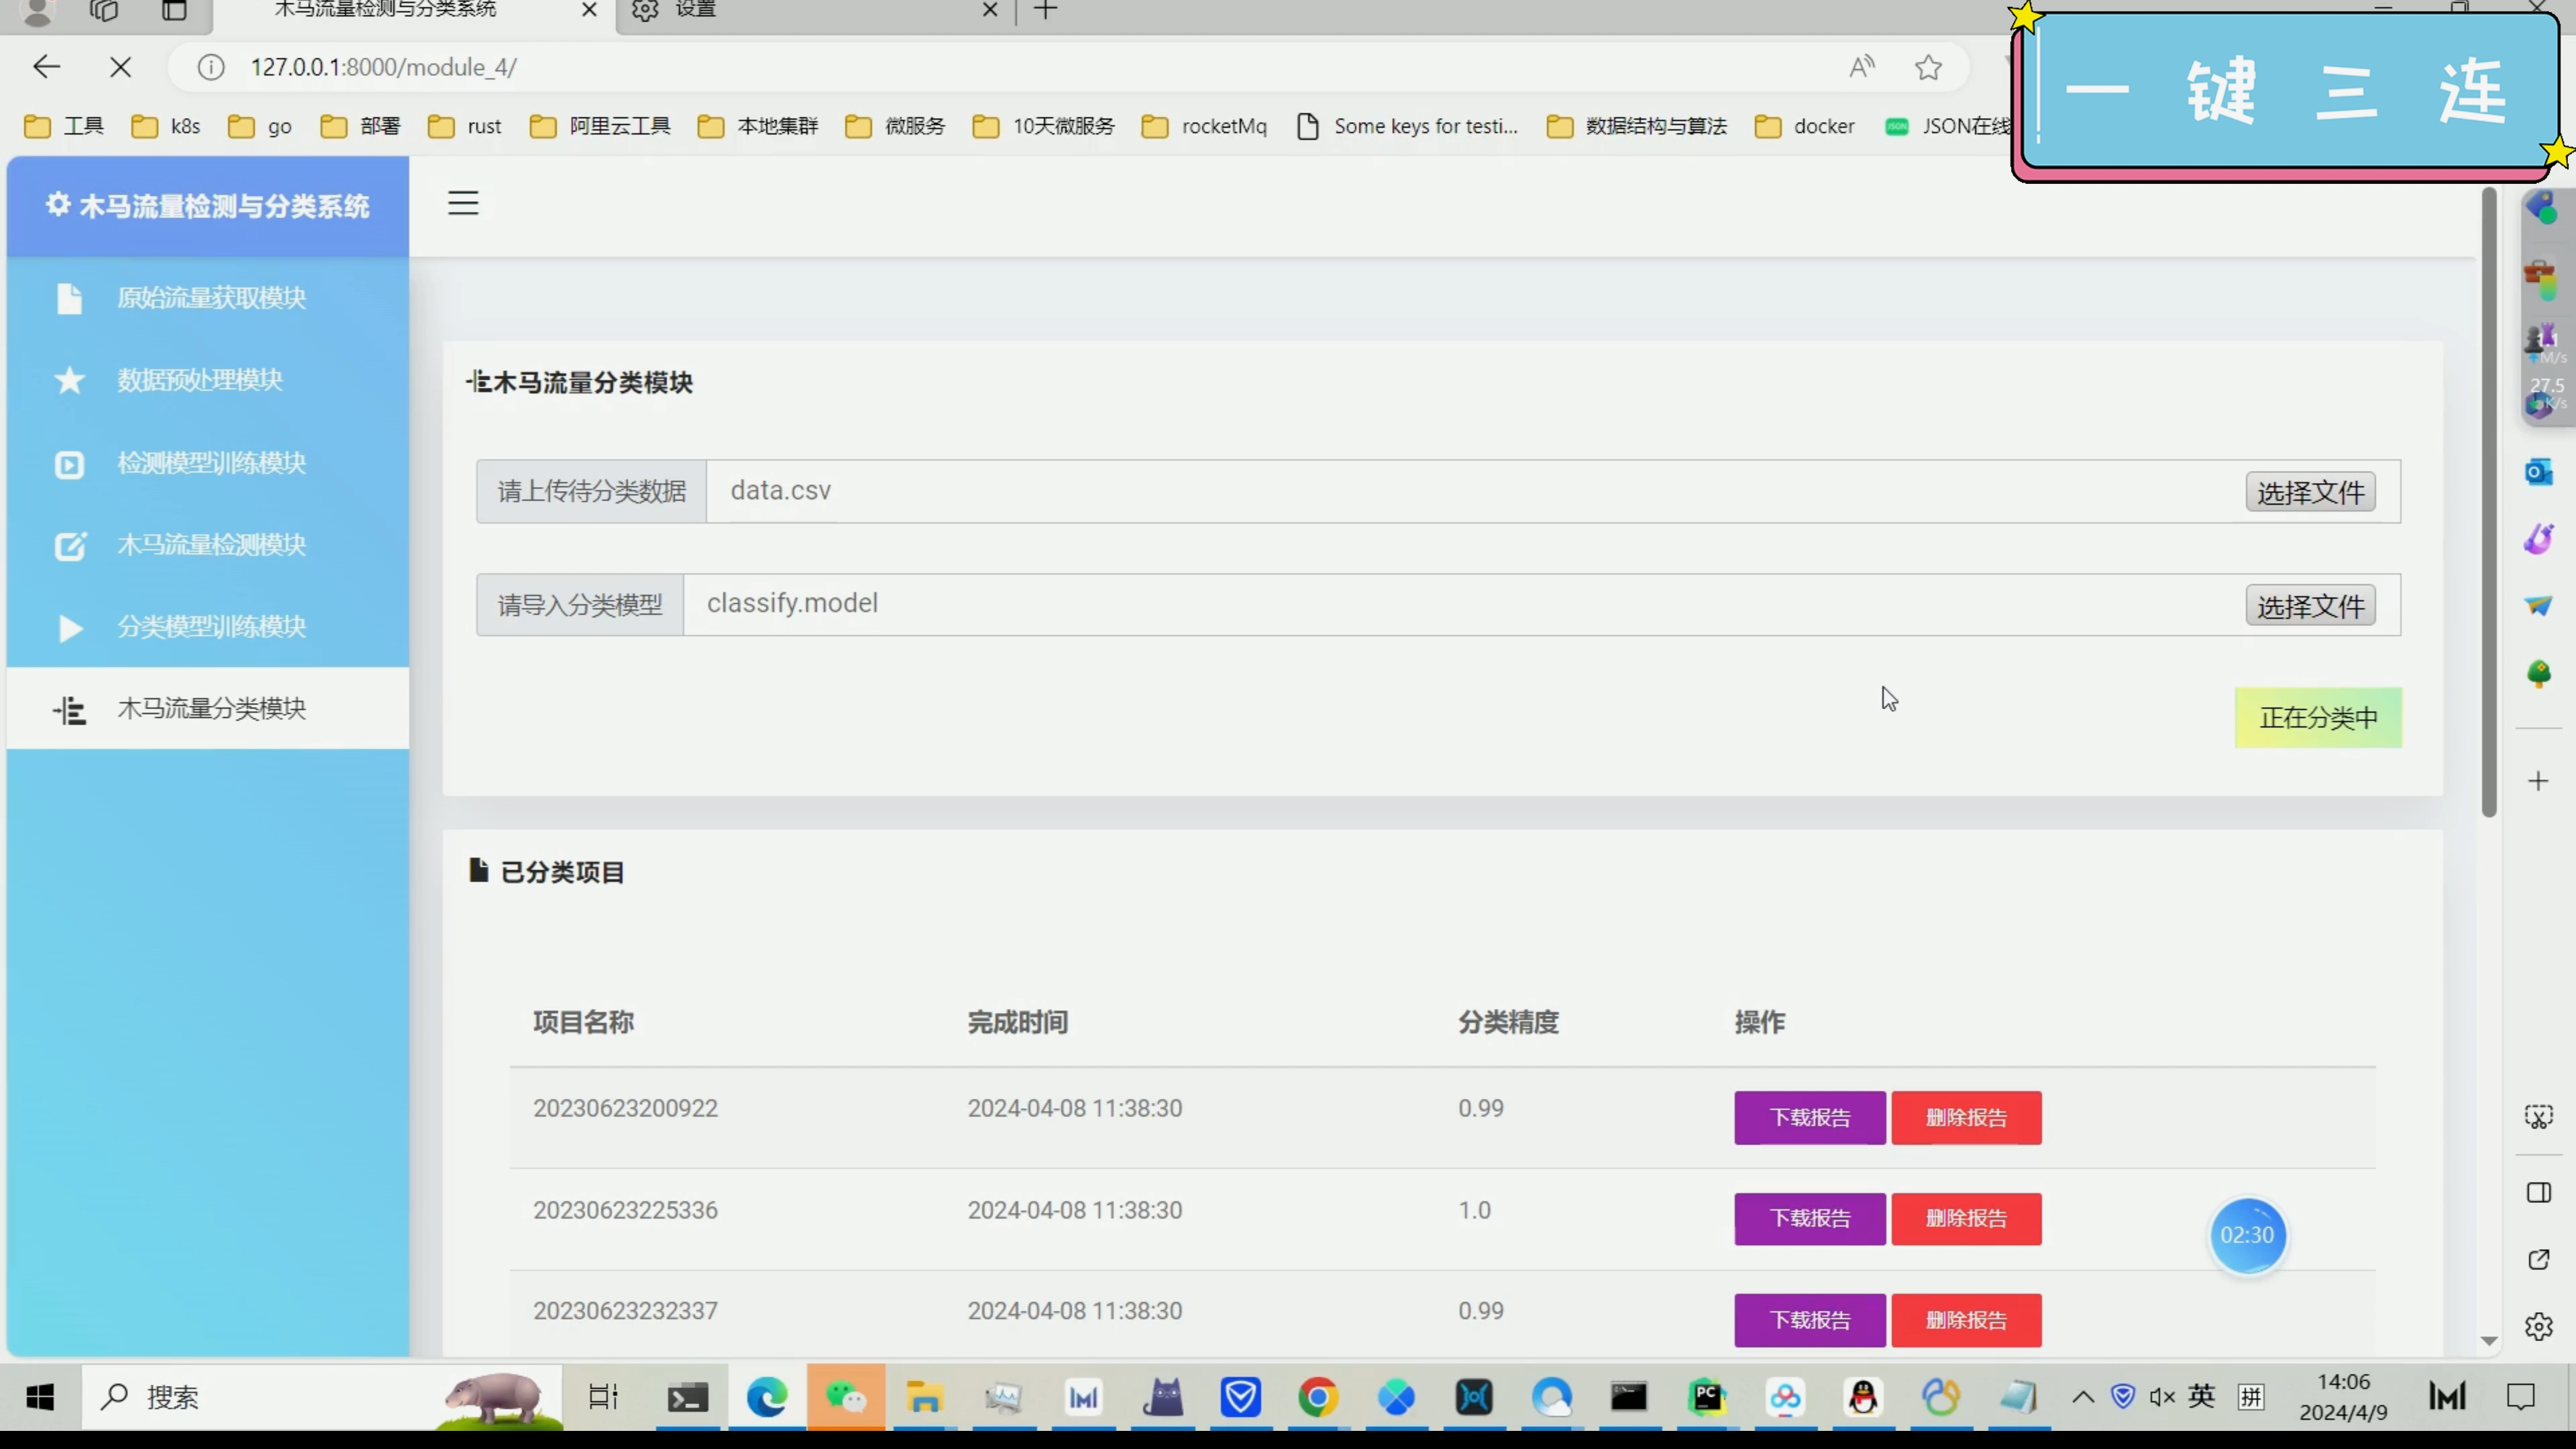 木马流量检测与分类系统
设置
127.0.0.1:8000/module_4/
一键三连
工具
k8s
go
部署
rust
阿里云工具
本地集群
微服务
10天微服务
rocketMq
Some keys for testi...
数据结构与算法
docker
JSON在线
木马流量检测与分类系统
原始流量获取模块
数据预处理模块
检测模型训练模块
木马流量检测模块
分类模型训练模块
木马流量分类模块
木马流量分类模块
请上传待分类数据 data.csv 选择文件
请导入分类模型 classify.model 选择文件
正在分类中
已分类项目
项目名称 完成时间 分类精度 操作
20230623200922 2024-04-08 11:38:30 0.99 下载报告 删除报告
20230623225336 2024-04-08 11:38:30 1.0 下载报告 删除报告
20230623232337 2024-04-08 11:38:30 0.99 下载报告 删除报告
02:30
27.5
搜索
英
拼
14:06
2024/4/9